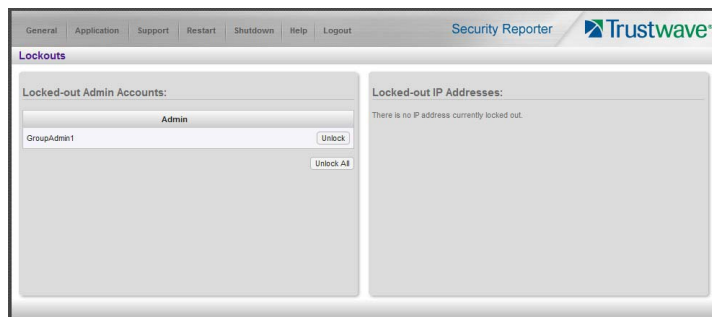 General Application Support Restart Shutdown Help Logout
Security Reporter
Trustwave®
Lockouts
Locked-out Admin Accounts:
Admin
GroupAdmin1 Unlock
Unlock All
Locked-out IP Addresses:
There is no IP address currently locked out.